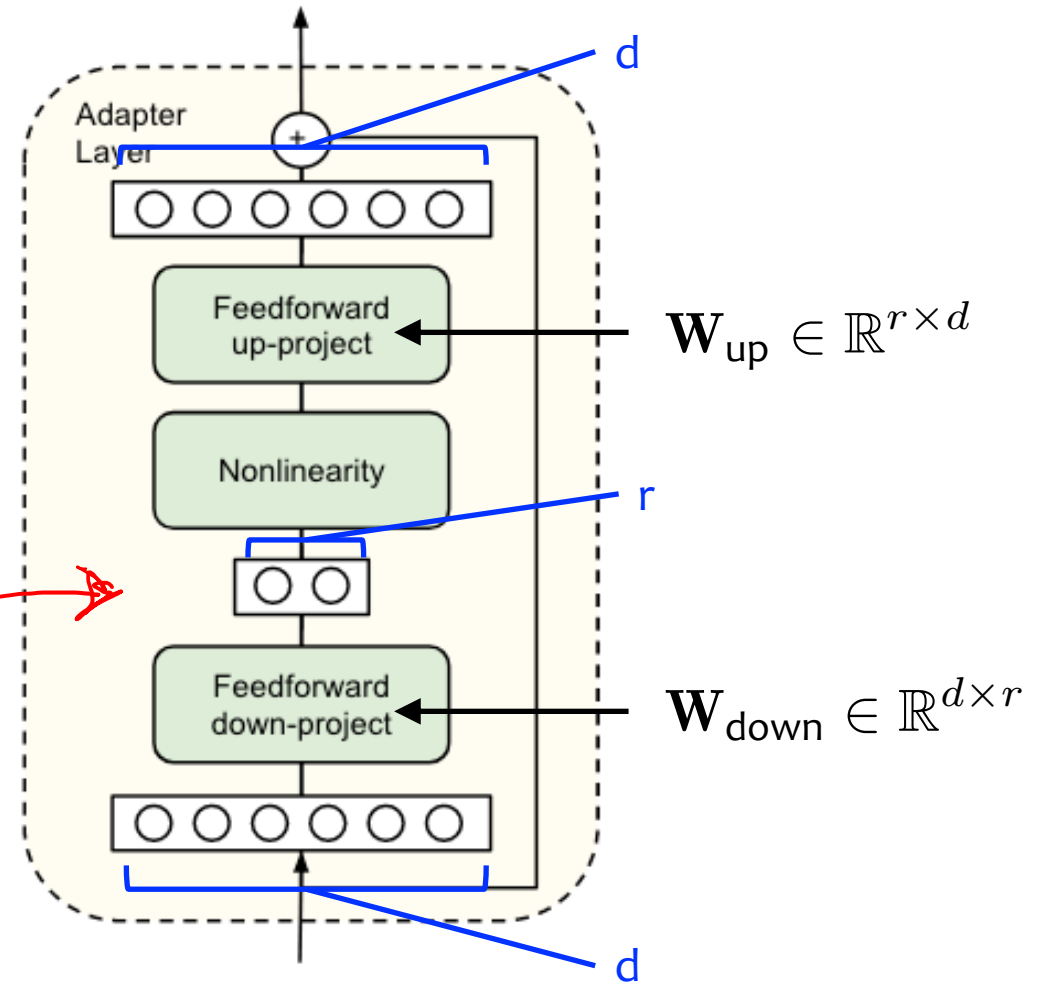 d
Adapter
Layer
+
Feedforward
up-project
W_up ∈ ℝ^{r×d}
Nonlinearity
r
Feedforward
down-project
W_down ∈ ℝ^{d×r}
d